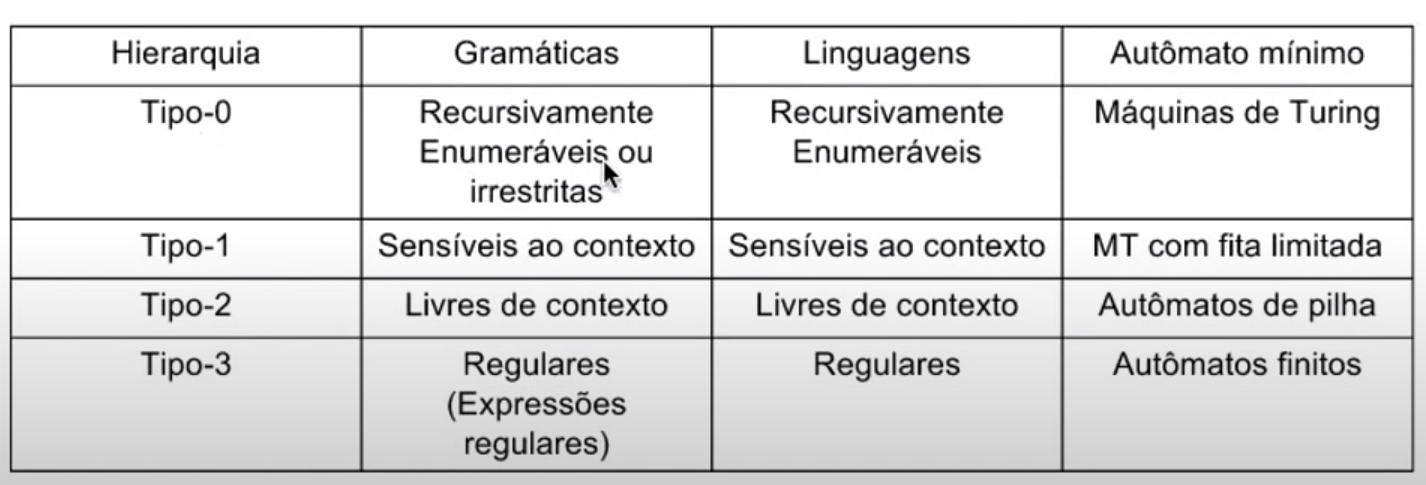 Hierarquia Gramáticas Linguagens Autômato mínimo
Tipo-0 Recursivamente Recursivamente Máquinas de Turing
Enumeráveis ou Enumeráveis
irrestritas
Tipo-1 Sensíveis ao contexto Sensíveis ao contexto MT com fita limitada
Tipo-2 Livres de contexto Livres de contexto Autômatos de pilha
Tipo-3 Regulares Regulares Autômatos finitos
(Expressões
regulares)